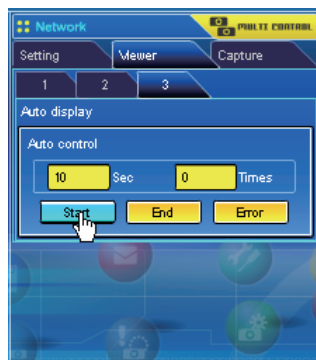 Network MULTI CONTROL
Setting Viewer Capture
1 2 3
Auto display
Auto control
10 Sec 0 Times
Start End Error